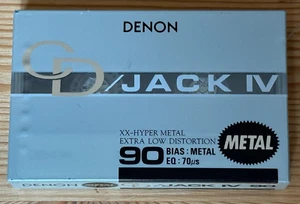 DENON
CD/JACK IV
XX-HYPER METAL
EXTRA LOW DISTORTION
90 BIAS : METAL
EQ : 70μs
METAL
DENON CD/JACK IV 90